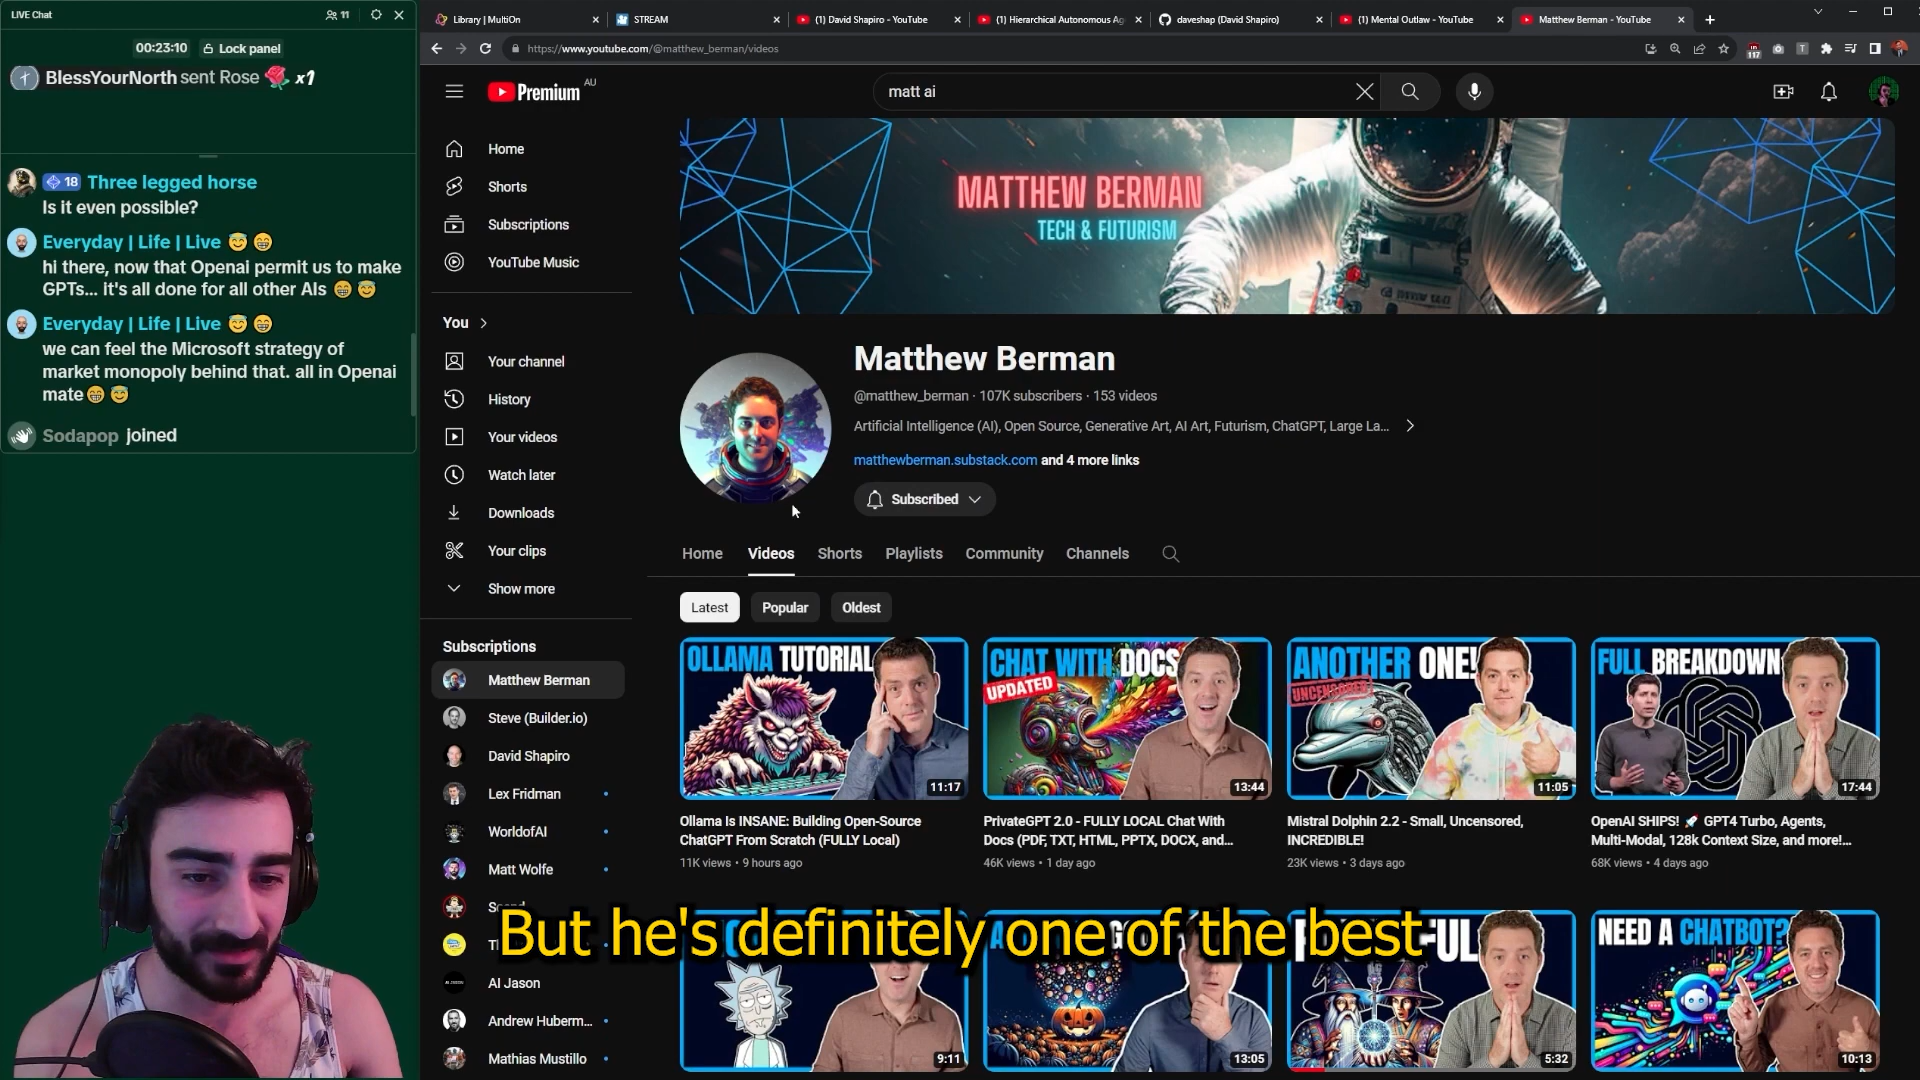 LIVE Chat
11
00:23:10 Lock panel
BlessYourNorth sent Rose x1
18 Three legged horse
Is it even possible?
Everyday | Life | Live
hi there, now that Openai permit us to make
GPTs... it's all done for all other AIs
Everyday | Life | Live
we can feel the Microsoft strategy of
market monopoly behind that. all in Openai
mate
Sodapop joined
Library | MultiOn
STREAM
(1) David Shapiro - YouTube
(1) Hierarchical Autonomous Ag
daveshap (David Shapiro)
(1) Mental Outlaw - YouTube
Matthew Berman - YouTube
https://www.youtube.com/@matthew_berman/videos
117
Premium AU
matt ai
Home
Shorts
Subscriptions
YouTube Music
You
Your channel
History
Your videos
Watch later
Downloads
Your clips
Show more
Subscriptions
Matthew Berman
Steve (Builder.io)
David Shapiro
Lex Fridman
WorldofAI
Matt Wolfe
AI Jason
Andrew Huberm...
Mathias Mustillo
MATTHEW BERMAN
TECH & FUTURISM
Matthew Berman
@matthew_berman · 107K subscribers · 153 videos
Artificial Intelligence (AI), Open Source, Generative Art, AI Art, Futurism, ChatGPT, Large La...
matthewberman.substack.com and 4 more links
Subscribed
Home Videos Shorts Playlists Community Channels
Latest Popular Oldest
OLLAMA TUTORIAL
11:17
Ollama Is INSANE: Building Open-Source
ChatGPT From Scratch (FULLY Local)
11K views • 9 hours ago
CHAT WITH DOCS
UPDATED
13:44
PrivateGPT 2.0 - FULLY LOCAL Chat With
Docs (PDF, TXT, HTML, PPTX, DOCX, and...
46K views • 1 day ago
ANOTHER ONE!
UNCENSORED
11:05
Mistral Dolphin 2.2 - Small, Uncensored,
INCREDIBLE!
23K views • 3 days ago
FULL BREAKDOWN
17:44
OpenAI SHIPS! 🚀 GPT4 Turbo, Agents,
Multi-Modal, 128k Context Size, and more!...
68K views • 4 days ago
But he's definitely one of the best
9:11
13:05
5:32
NEED A CHATBOT?
10:13